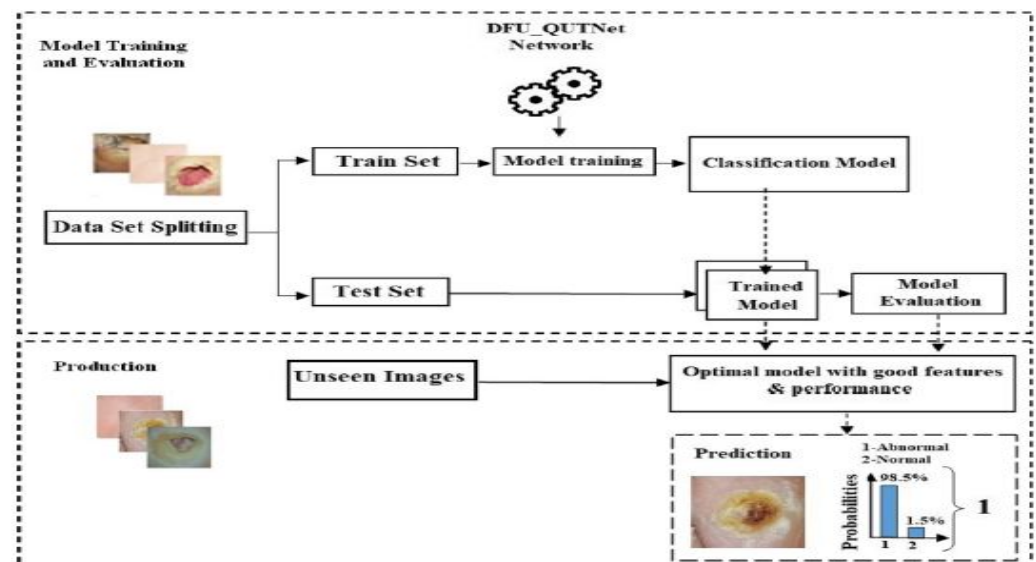 DFU_QUTNet
Network
Model Training
and Evaluation
Train Set
Model training
Classification Model
Data Set Splitting
Test Set
Trained
Model
Model
Evaluation
Production
Unseen Images
Optimal model with good features
& performance
Prediction
1-Abnormal
2-Normal
Probabilities
98.5%
1.5%
1
2
1